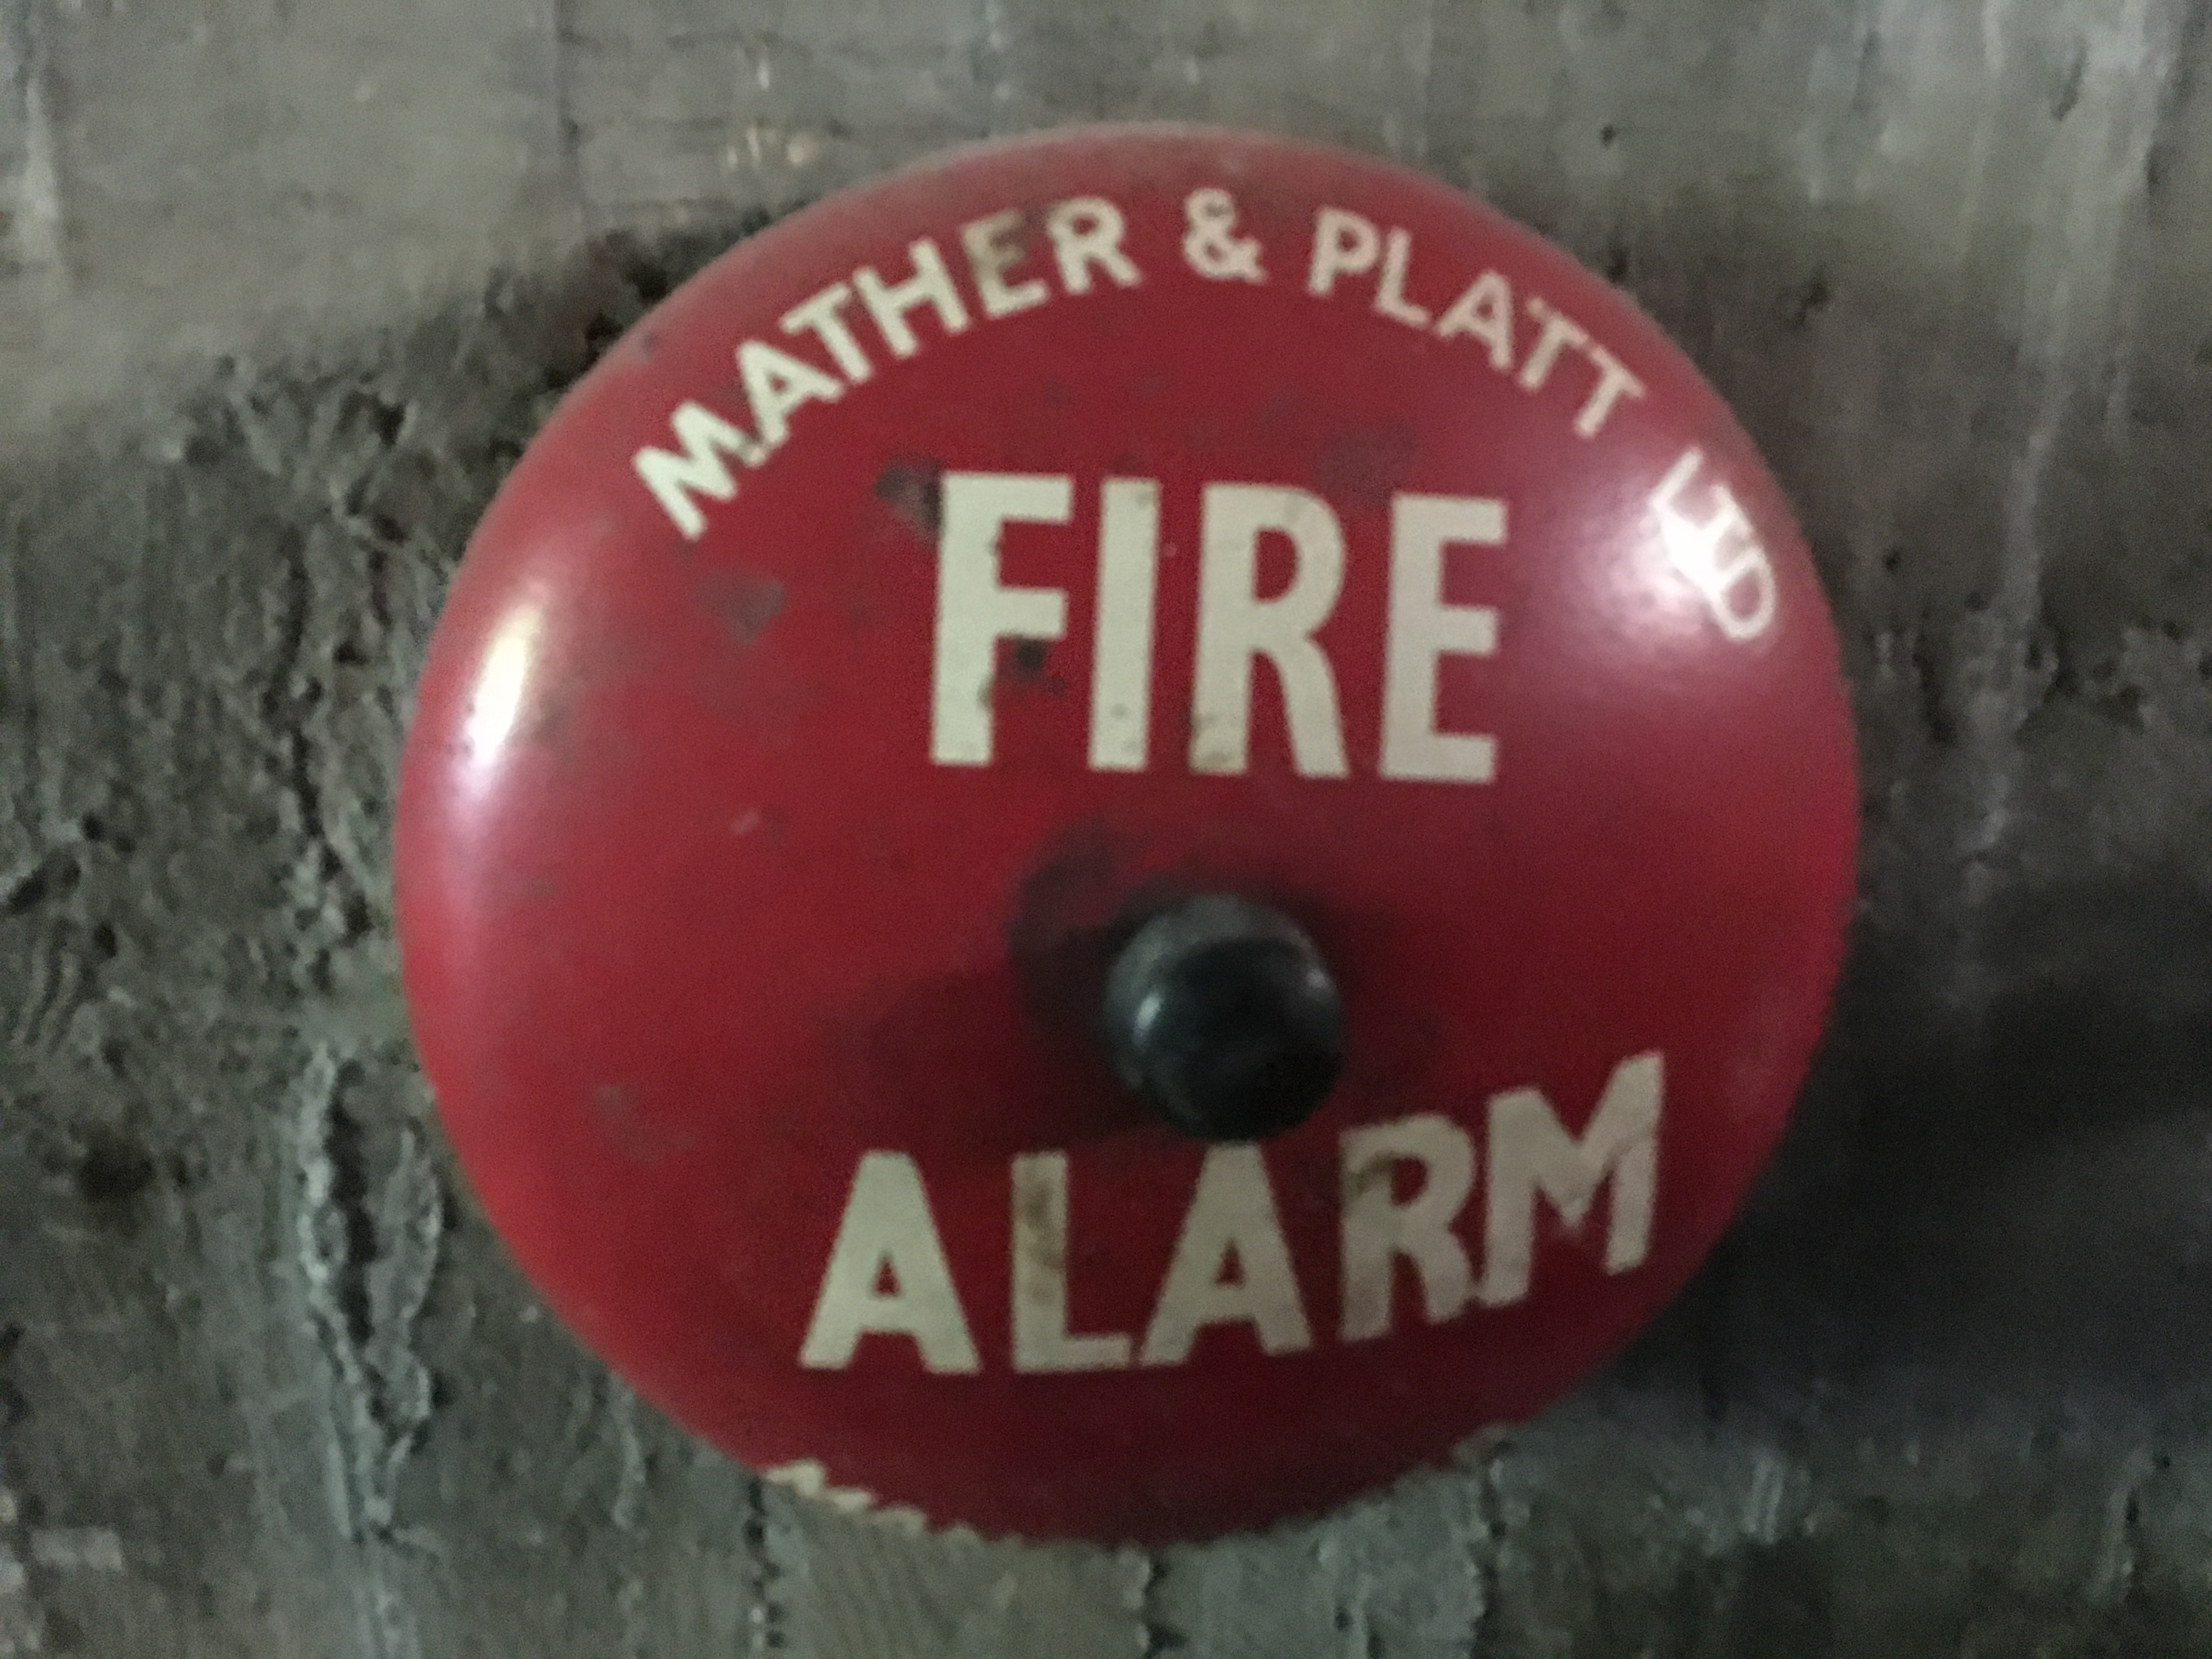 MATHER & PLATT LTD
FIRE
ALARM